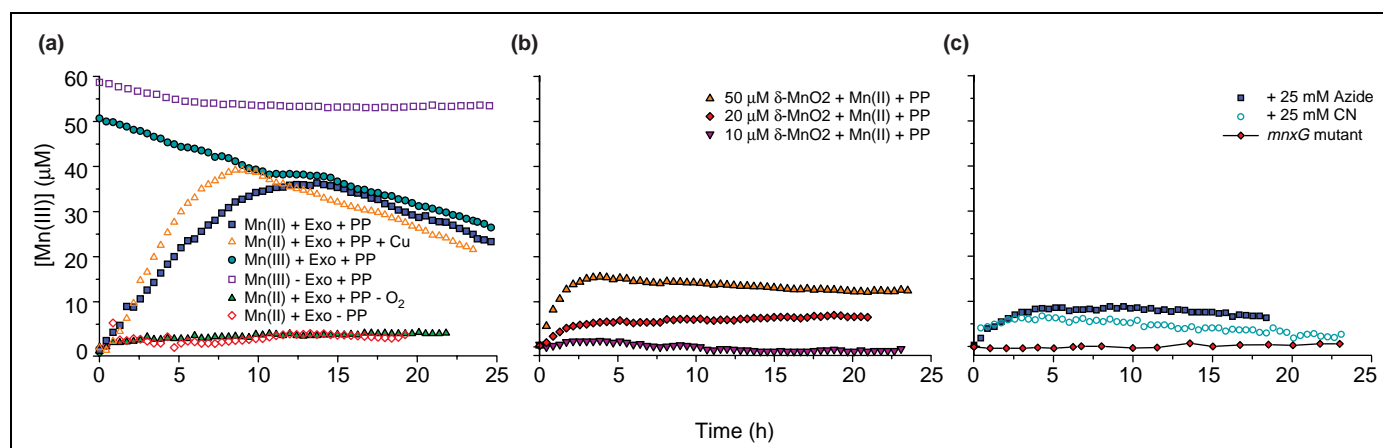 (a)
[Mn(III)] (μM)
60
50
40
30
20
10
0
0 5 10 15 20 25
Mn(II) + Exo + PP
Mn(II) + Exo + PP + Cu
Mn(III) + Exo + PP
Mn(III) - Exo + PP
Mn(II) + Exo + PP - O2
Mn(II) + Exo - PP
(b)
50 μM δ-MnO2 + Mn(II) + PP
20 μM δ-MnO2 + Mn(II) + PP
10 μM δ-MnO2 + Mn(II) + PP
0 5 10 15 20 25
(c)
+ 25 mM Azide
+ 25 mM CN
mnxG mutant
0 5 10 15 20 25
Time (h)